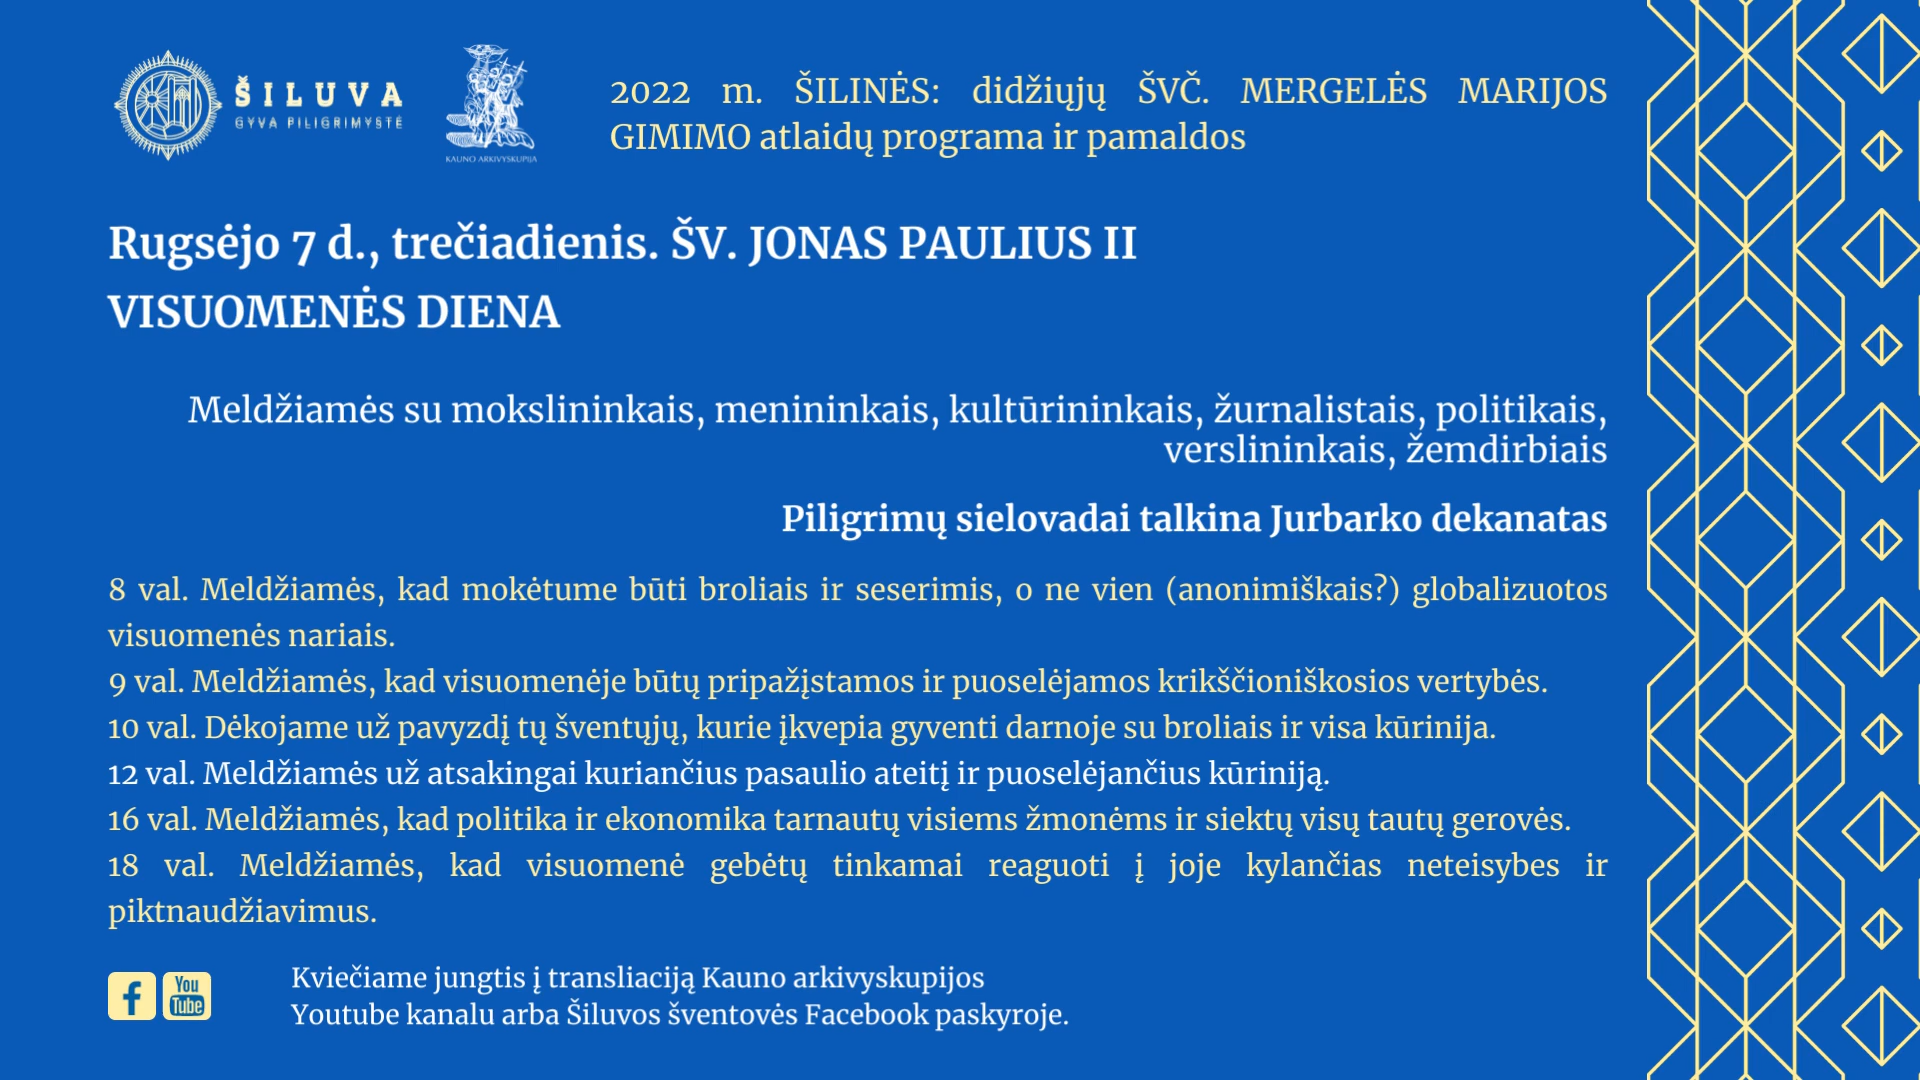 ŠILUVA
GYVA PILIGRIMYSTĖ
KAUNO ARKIVYSKUPIJA
2022 m. ŠILINĖS: didžiųjų ŠVČ. MERGELĖS MARIJOS
GIMIMO atlaidų programa ir pamaldos
Rugsėjo 7 d., trečiadienis. ŠV. JONAS PAULIUS II
VISUOMENĖS DIENA
Meldžiamės su mokslininkais, menininkais, kultūrininkais, žurnalistais, politikais,
verslininkais, žemdirbiais
Piligrimų sielovadai talkina Jurbarko dekanatas
8 val. Meldžiamės, kad mokėtume būti broliais ir seserimis, o ne vien (anonimiškais?) globalizuotos
visuomenės nariais.
9 val. Meldžiamės, kad visuomenėje būtų pripažįstamos ir puoselėjamos krikščioniškosios vertybės.
10 val. Dėkojame už pavyzdį tų šventųjų, kurie įkvepia gyventi darnoje su broliais ir visa kūrinija.
12 val. Meldžiamės už atsakingai kuriančius pasaulio ateitį ir puoselėjančius kūriniją.
16 val. Meldžiamės, kad politika ir ekonomika tarnautų visiems žmonėms ir siektų visų tautų gerovės.
18 val. Meldžiamės, kad visuomenė gebėtų tinkamai reaguoti į joje kylančias neteisybes ir
piktnaudžiavimus.
You
Tube
Kviečiame jungtis į transliaciją Kauno arkivyskupijos
Youtube kanalu arba Šiluvos šventovės Facebook paskyroje.